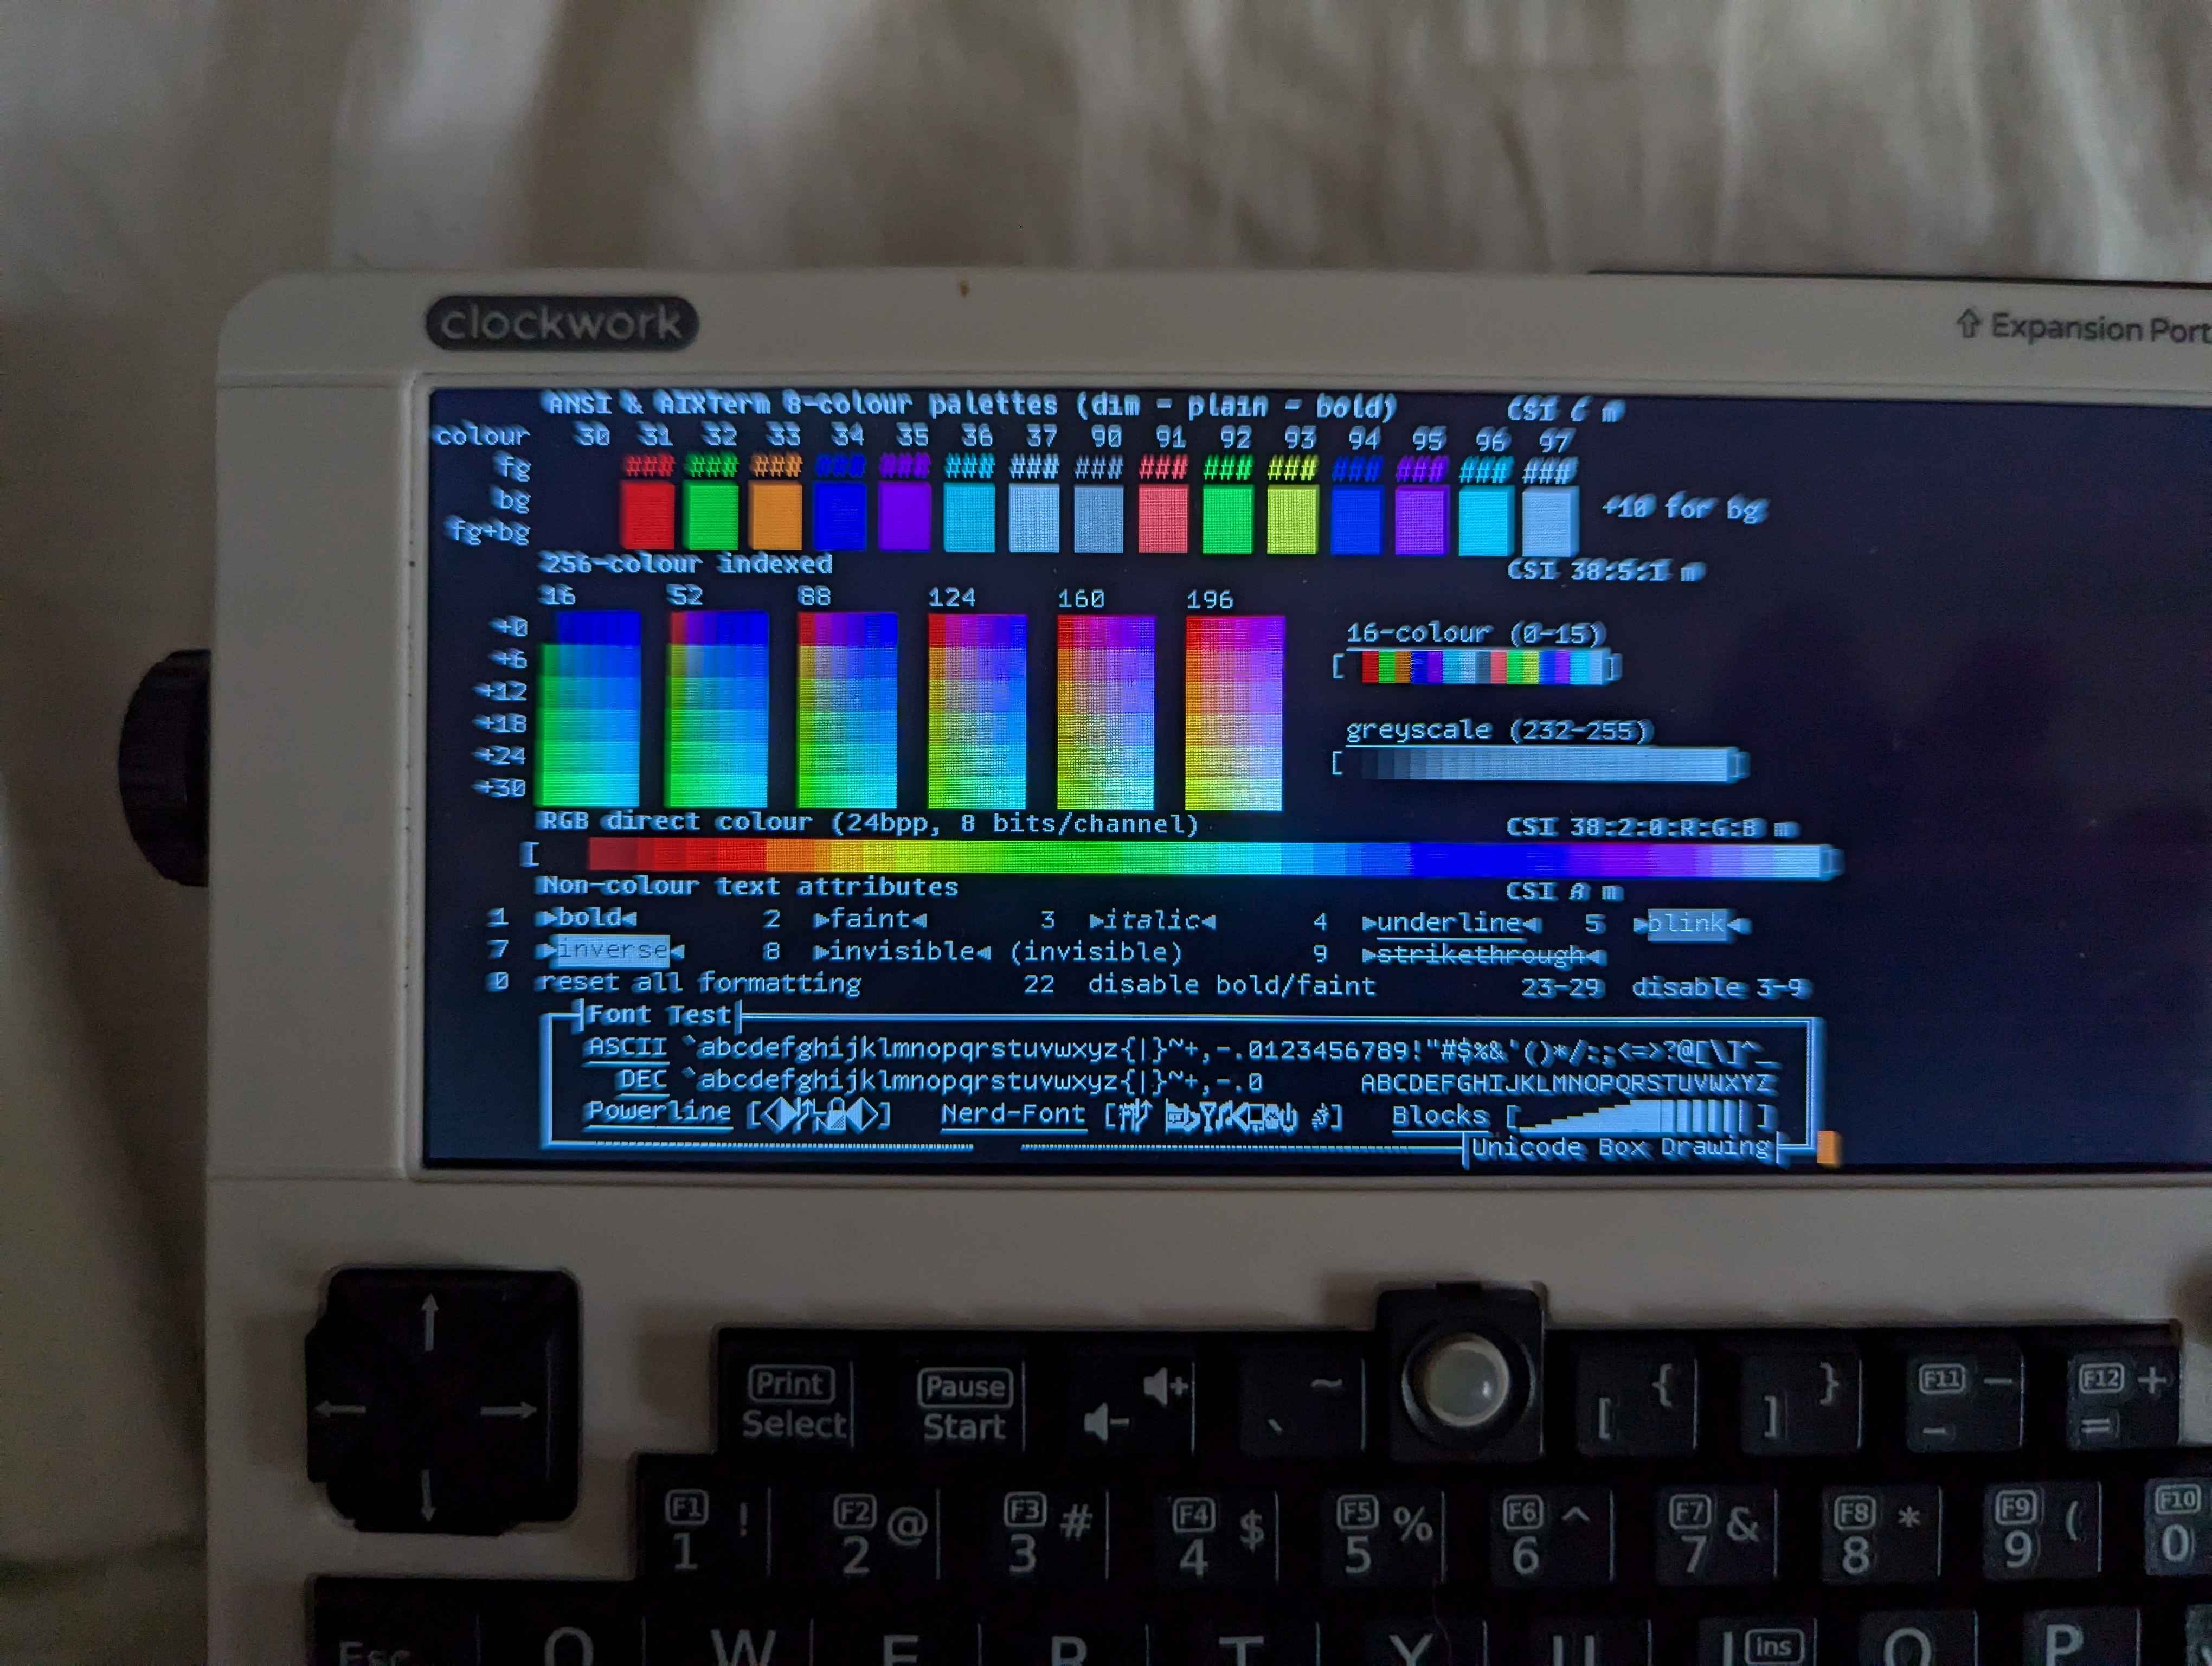 clockwork
Expansion Port
ANSI & AIXTerm 8-colour palettes (dim - plain - bold) CSI C m
colour 30 31 32 33 34 35 36 37 90 91 92 93 94 95 96 97
fg ### ### ### ### ### ### ### ### ### ### ### ### ### ### ###
bg +10 for bg
fg+bg
256-colour indexed CSI 38:5:I m
16 52 88 124 160 196
+0
16-colour (0-15)
+6 [ ]
+12
+18 greyscale (232-255)
+24 [ ]
+30
RGB direct colour (24bpp, 8 bits/channel) CSI 38:2:0:R:G:B m
[ ]
Non-colour text attributes CSI A m
1 ▶bold◀ 2 ▶faint◀ 3 ▶italic◀ 4 ▶underline◀ 5 ▶blink◀
7 ▶inverse◀ 8 ▶invisible◀ (invisible) 9 ▶strikethrough◀
0 reset all formatting 22 disable bold/faint 23-29 disable 3-9
Font Test
ASCII `abcdefghijklmnopqrstuvwxyz{|}~+,-.0123456789!"#$%&'()*/:;<=>?@[\]^_
DEC `abcdefghijklmnopqrstuvwxyz{|}~+,-.0 ABCDEFGHIJKLMNOPQRSTUVWXYZ
Powerline [ ] Nerd-Font [ ] Blocks [ ]
Unicode Box Drawing
Print Pause
Select Start
+ - ~ ` { [ } ] F11 — - F12 + =
F1 ! F2 @ F3 # F4 $ F5 % F6 ^ F7 & F8 * F9 ( F10
1 2 3 4 5 6 7 8 9 0
Esc Q W E R T Y U I ins O P